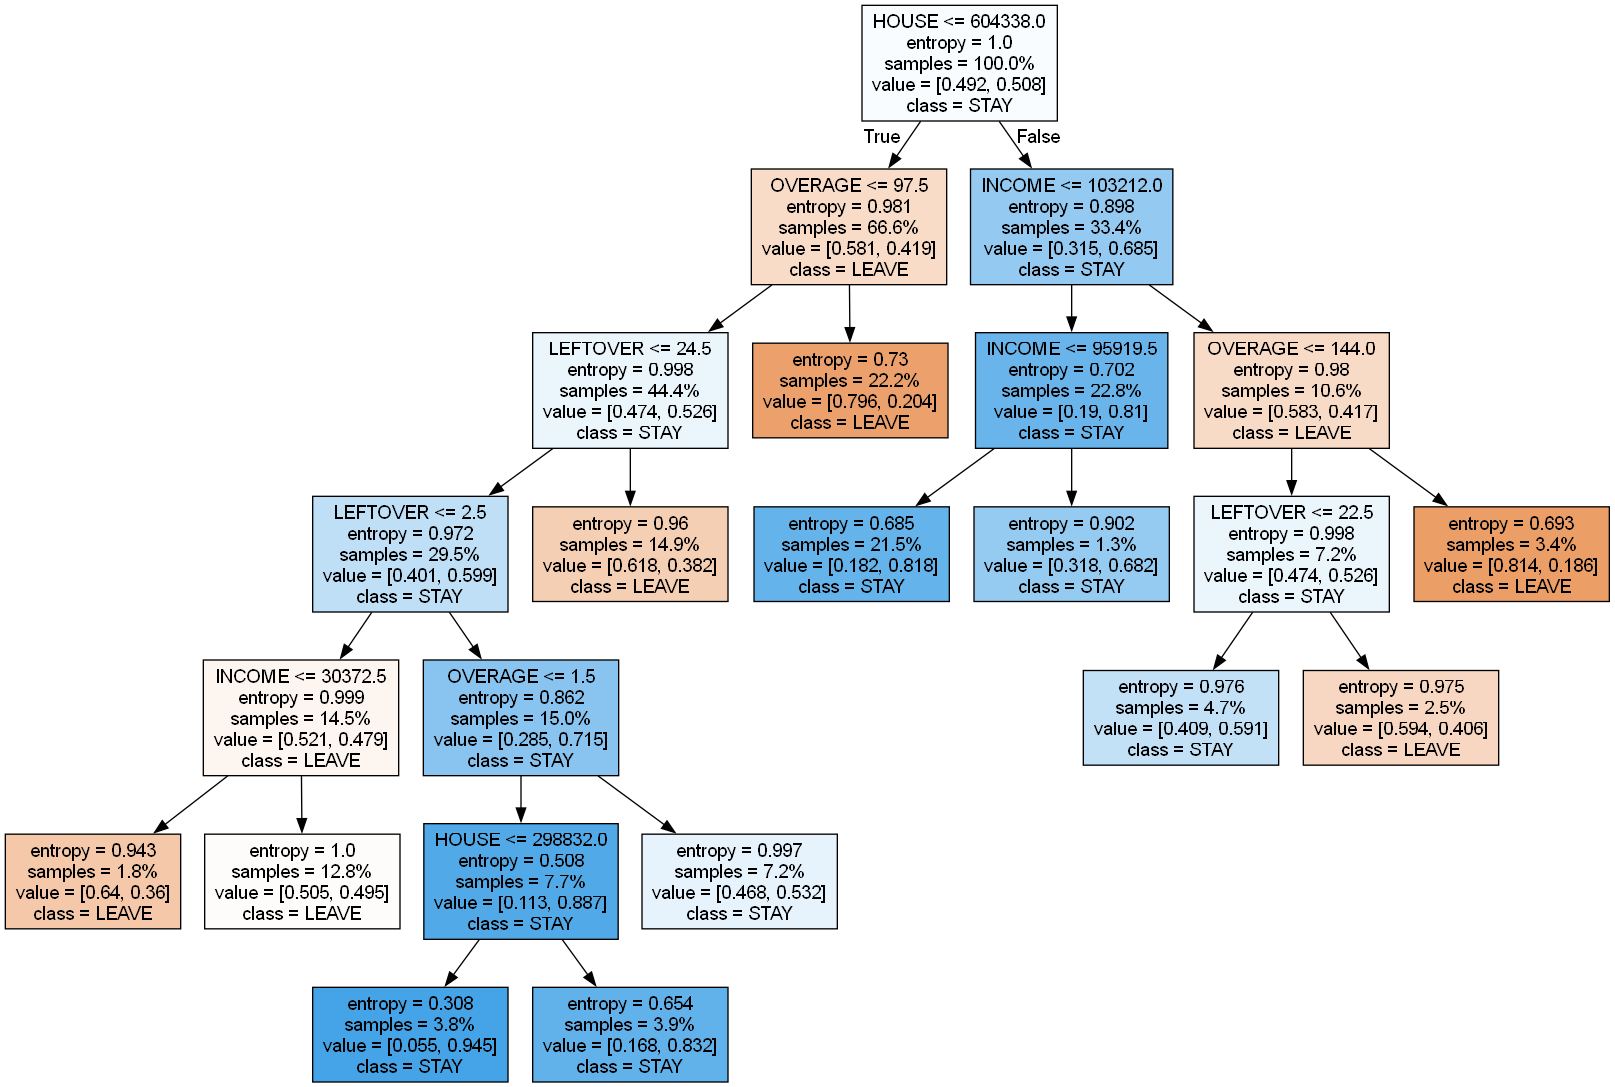 HOUSE <= 604338.0
entropy = 1.0
samples = 100.0%
value = [0.492, 0.508]
class = STAY
True
False
OVERAGE <= 97.5
entropy = 0.981
samples = 66.6%
value = [0.581, 0.419]
class = LEAVE
INCOME <= 103212.0
entropy = 0.898
samples = 33.4%
value = [0.315, 0.685]
class = STAY
LEFTOVER <= 24.5
entropy = 0.998
samples = 44.4%
value = [0.474, 0.526]
class = STAY
entropy = 0.73
samples = 22.2%
value = [0.796, 0.204]
class = LEAVE
INCOME <= 95919.5
entropy = 0.702
samples = 22.8%
value = [0.19, 0.81]
class = STAY
OVERAGE <= 144.0
entropy = 0.98
samples = 10.6%
value = [0.583, 0.417]
class = LEAVE
LEFTOVER <= 2.5
entropy = 0.972
samples = 29.5%
value = [0.401, 0.599]
class = STAY
entropy = 0.96
samples = 14.9%
value = [0.618, 0.382]
class = LEAVE
entropy = 0.685
samples = 21.5%
value = [0.182, 0.818]
class = STAY
entropy = 0.902
samples = 1.3%
value = [0.318, 0.682]
class = STAY
LEFTOVER <= 22.5
entropy = 0.998
samples = 7.2%
value = [0.474, 0.526]
class = STAY
entropy = 0.693
samples = 3.4%
value = [0.814, 0.186]
class = LEAVE
INCOME <= 30372.5
entropy = 0.999
samples = 14.5%
value = [0.521, 0.479]
class = LEAVE
OVERAGE <= 1.5
entropy = 0.862
samples = 15.0%
value = [0.285, 0.715]
class = STAY
entropy = 0.976
samples = 4.7%
value = [0.409, 0.591]
class = STAY
entropy = 0.975
samples = 2.5%
value = [0.594, 0.406]
class = LEAVE
entropy = 0.943
samples = 1.8%
value = [0.64, 0.36]
class = LEAVE
entropy = 1.0
samples = 12.8%
value = [0.505, 0.495]
class = LEAVE
HOUSE <= 298832.0
entropy = 0.508
samples = 7.7%
value = [0.113, 0.887]
class = STAY
entropy = 0.997
samples = 7.2%
value = [0.468, 0.532]
class = STAY
entropy = 0.308
samples = 3.8%
value = [0.055, 0.945]
class = STAY
entropy = 0.654
samples = 3.9%
value = [0.168, 0.832]
class = STAY